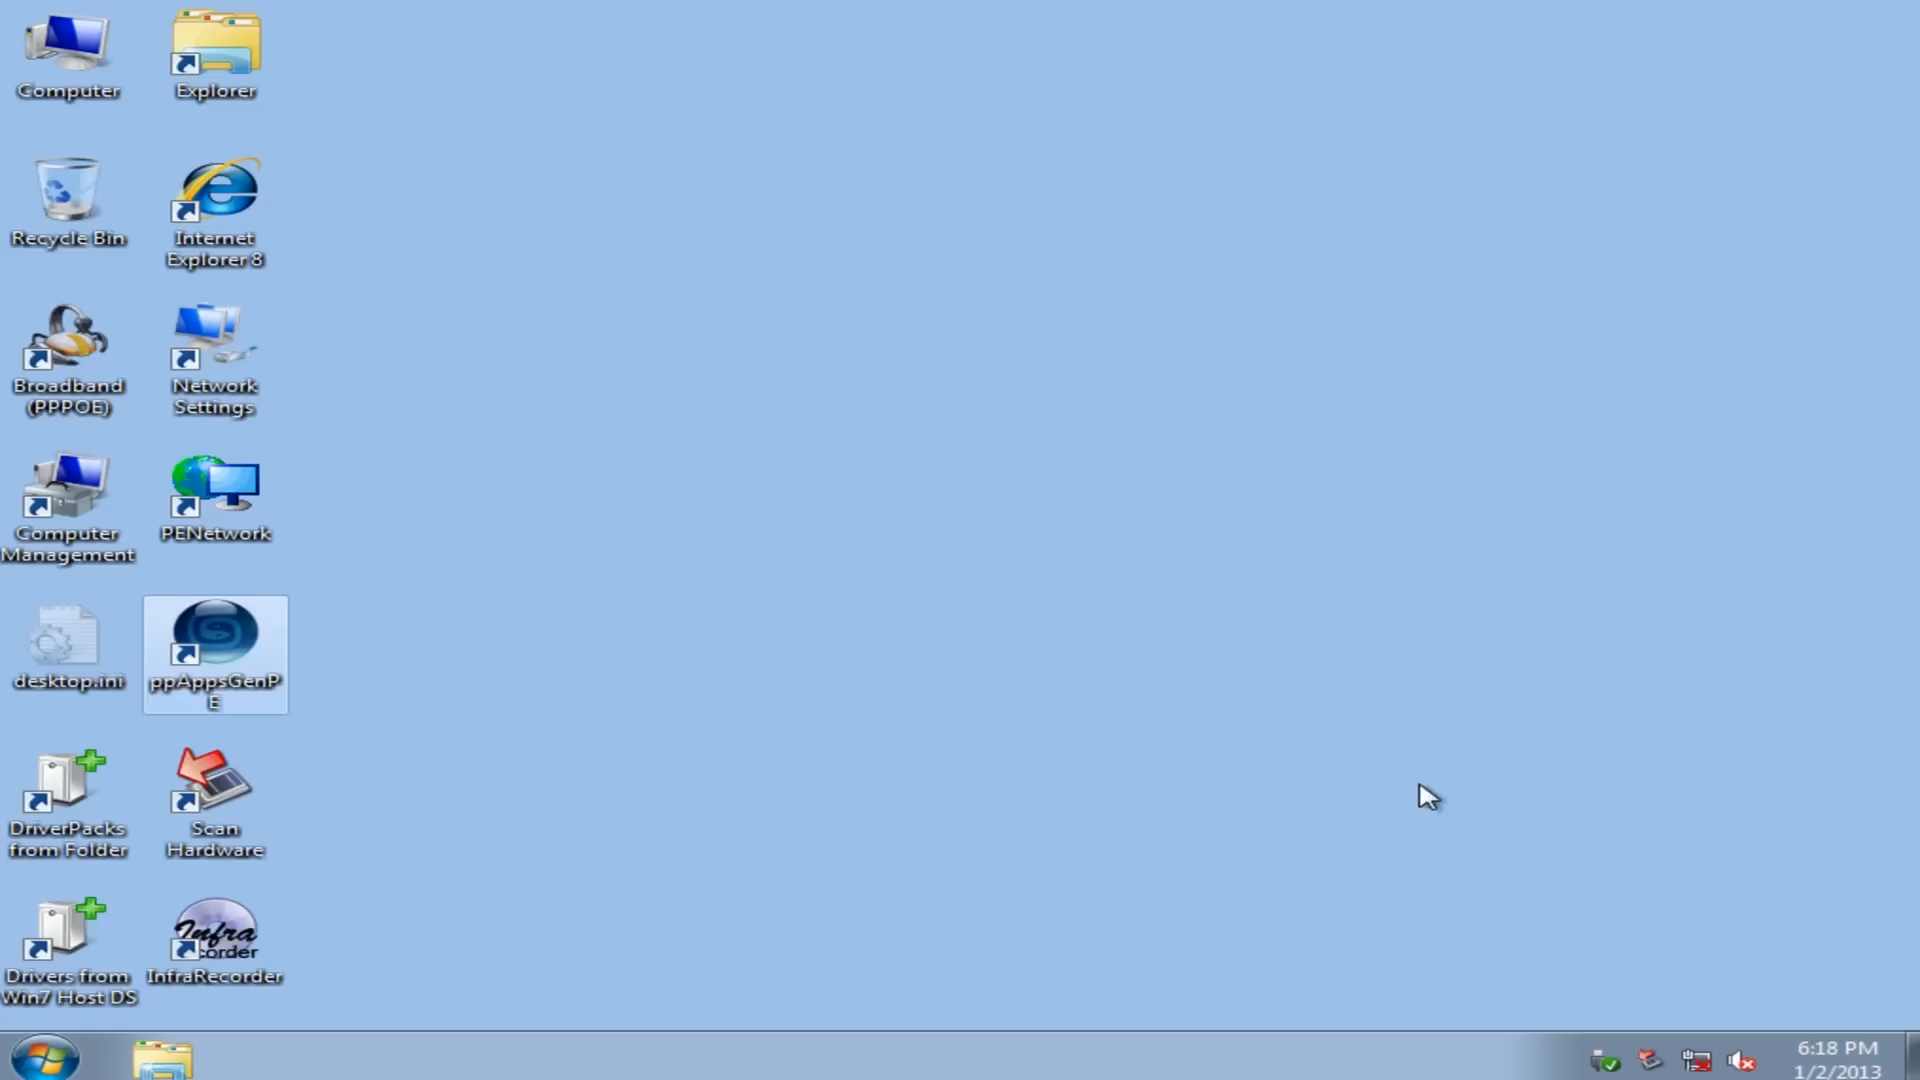 Computer
Explorer
Recycle Bin
Internet
Explorer 8
Broadband
(PPPOE)
Network
Settings
Computer
Management
PENetwork
desktop.ini
ppAppsGenP
E
DriverPacks
from Folder
Scan
Hardware
Infra
corder
Drivers from
Win7 Host DS
InfraRecorder
6:18 PM
1/2/2013